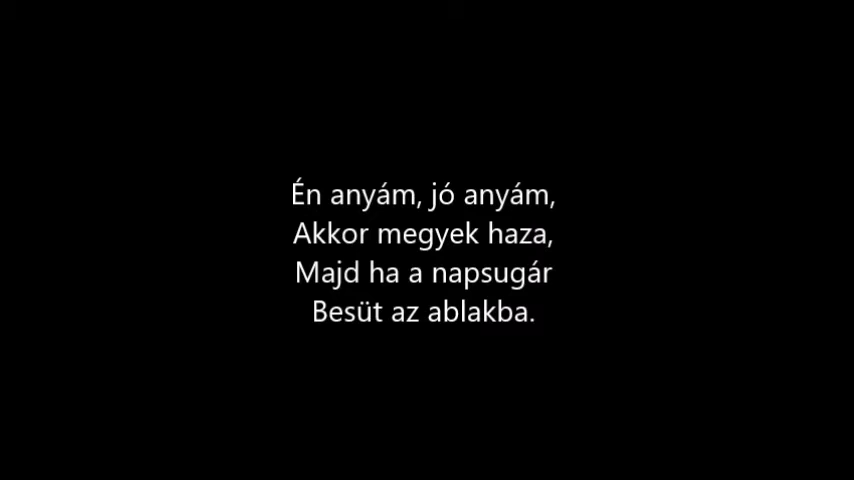 Én anyám, jó anyám,
Akkor megyek haza,
Majd ha a napsugár
Besüt az ablakba.